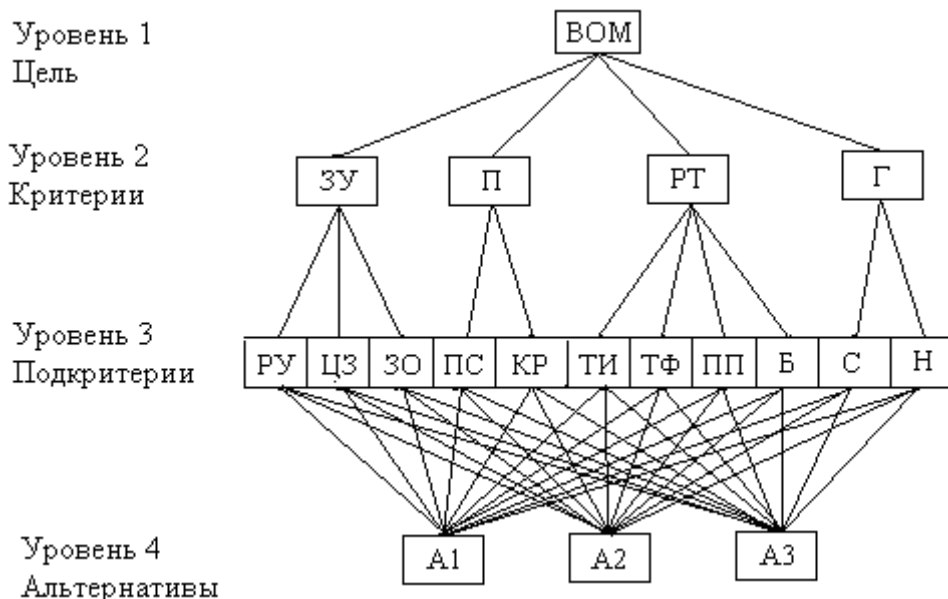 Уровень 1
Цель
ВОМ
Уровень 2
Критерии
ЗУ П РТ Г
Уровень 3
Подкритерии
РУ ЦЗ ЗО ПС КР ТИ ТФ ПП Б С Н
Уровень 4
Альтернативы
А1 А2 А3